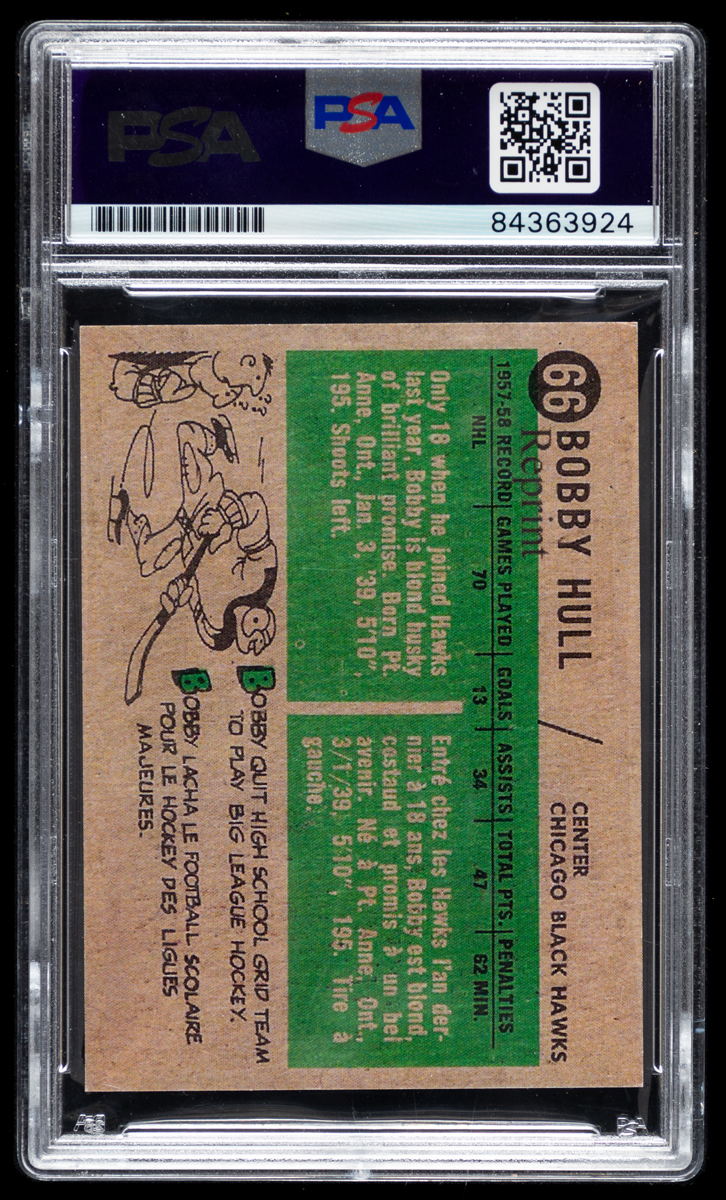 PSA
PSA
84363924
66 BOBBY HULL
Reprint
CENTER
CHICAGO BLACK HAWKS
1957-58 RECORD GAMES PLAYED GOALS ASSISTS TOTAL PTS. PENALTIES
NHL 70 13 34 47 62 MIN.
Only 18 when he joined Hawks
last year, Bobby is blond husky
of brilliant promise. Born Pt.
Anne, Ont., Jan. 3, '39, 5'10",
195. Shoots left.
Entré chez les Hawks l'an der-
nier à 18 ans, Bobby est blond,
costaud et promis à un bel
avenir. Né à Pt. Anne, Ont.,
3/1/39, 5'10", 195. Tire à
gauche.
BOBBY QUIT HIGH SCHOOL GRID TEAM
TO PLAY BIG LEAGUE HOCKEY.
BOBBY LACHA LE FOOTBALL SCOLAIRE
POUR LE HOCKEY DES LIGUES
MAJEURES.